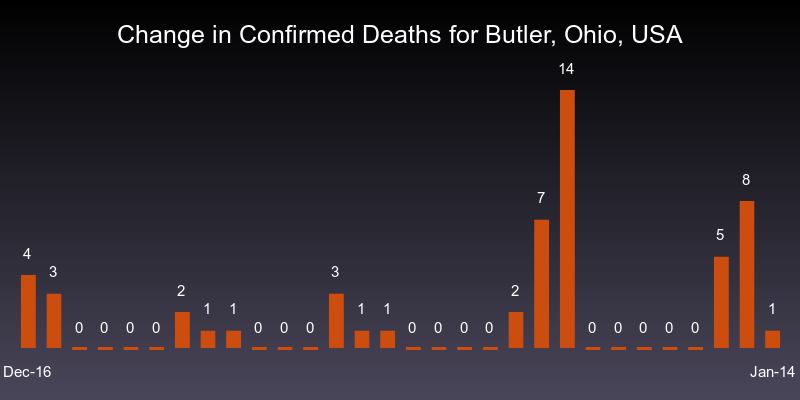 Change in Confirmed Deaths for Butler, Ohio, USA
4 3 0 0 0 0 2 1 1 0 0 0 3 1 1 0 0 0 0 2 7 14 0 0 0 0 0 5 8 1
Dec-16 Jan-14